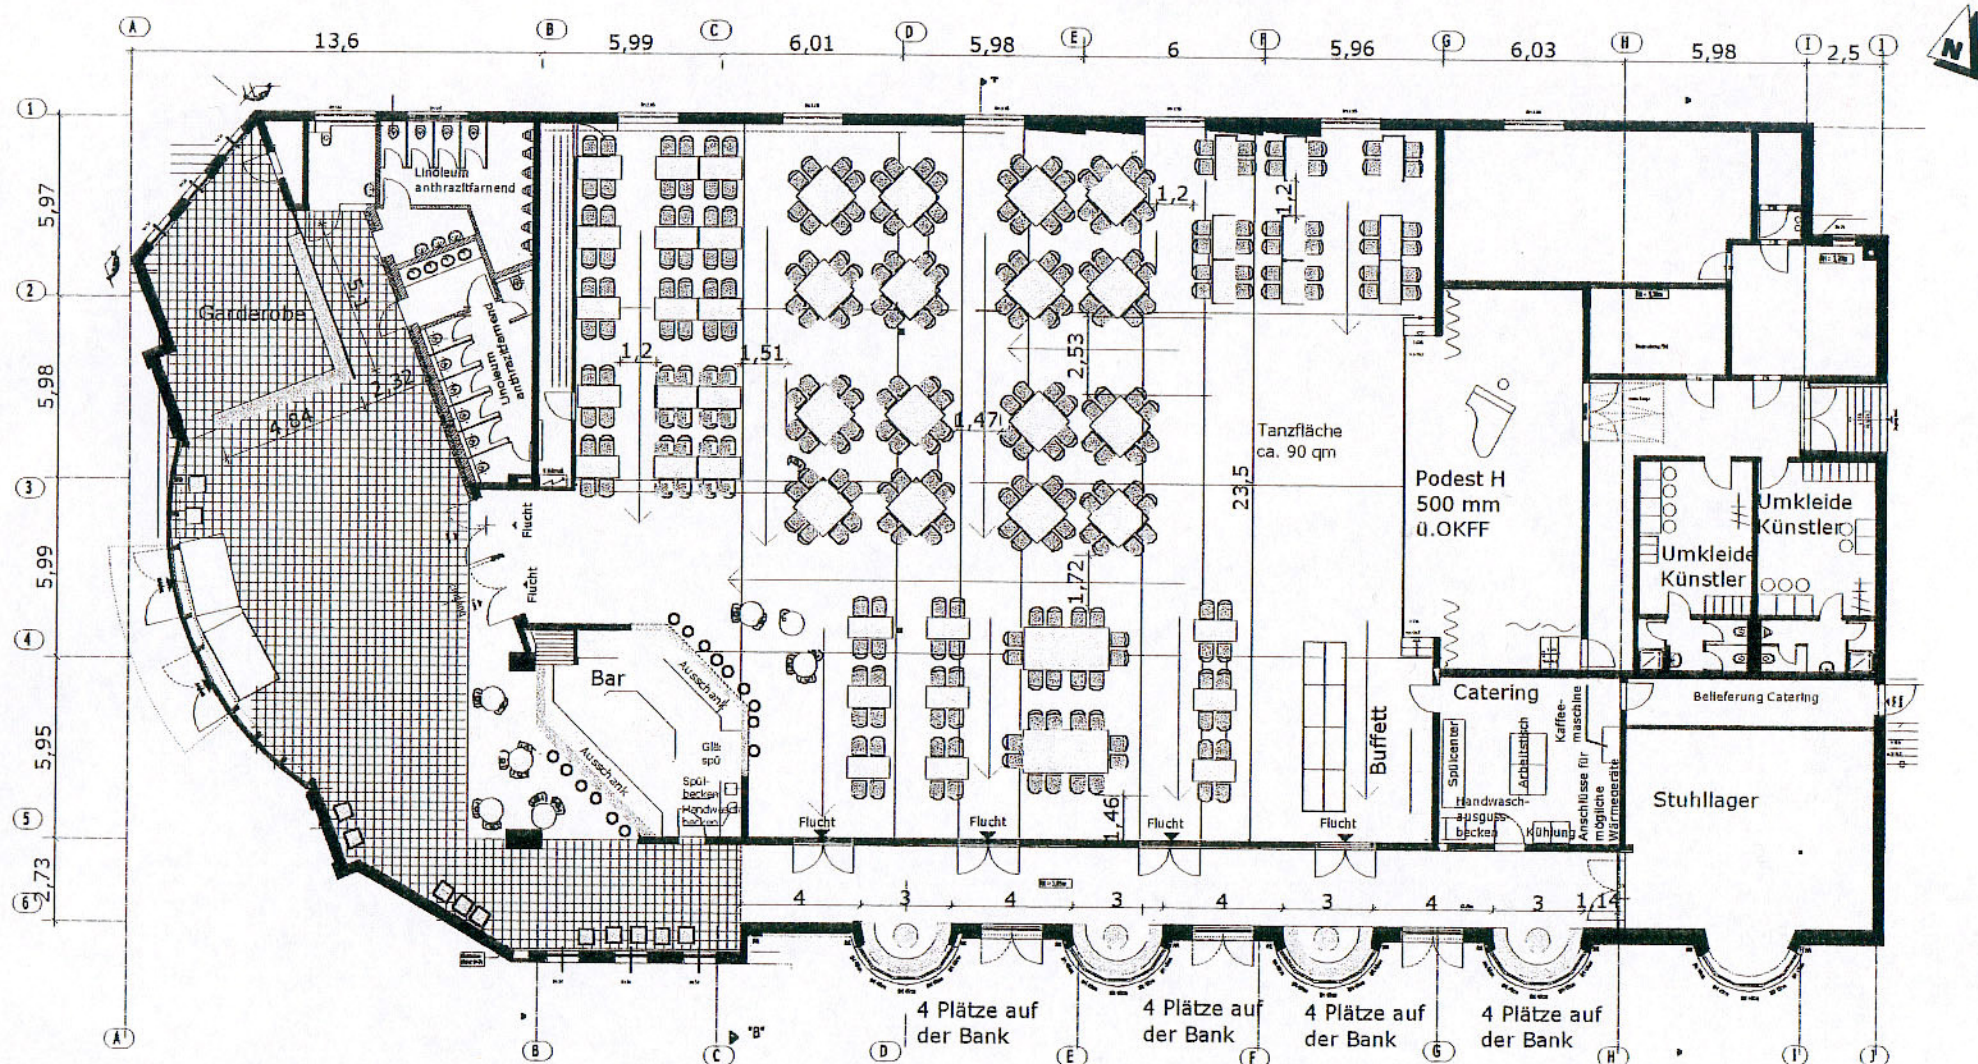 A
B
C
D
E
F
G
H
I
J
13,6
5,99
6,01
5,98
6
5,96
6,03
5,98
2,5
N
"T"
1
2
3
4
5
6
5,97
5,98
5,99
5,95
2,73
Linoleum
anthrazitfarnend
Garderobe
5,1
2,32
4,84
Linoleum
anthrazitfarnend
1,2
1,51
1,2
1,2
2,53
1,47
23,5
1,72
1,46
Tanzfläche
ca. 90 qm
Podest H
500 mm
ü.OKFF
Umkleide
Künstler
Umkleide
Künstler
Flucht
Flucht
Bar
Ausschank
Ausschank
Glä
spü
Spül-
becken
Handwasch
becken
Buffett
Catering
Spülcenter
Arbeitstisch
Kaffee-
maschine
Anschlüsse für
mögliche
Wärmegeräte
Handwasch-
ausguss-
becken
Kühlung
Belieferung Catering
Stuhllager
Flucht
Flucht
Flucht
Flucht
4
3
4
3
4
3
4
3
1,14
4 Plätze auf
der Bank
4 Plätze auf
der Bank
4 Plätze auf
der Bank
4 Plätze auf
der Bank
A'
B
C
"B"
D
E
F
G
H'
I'
J'